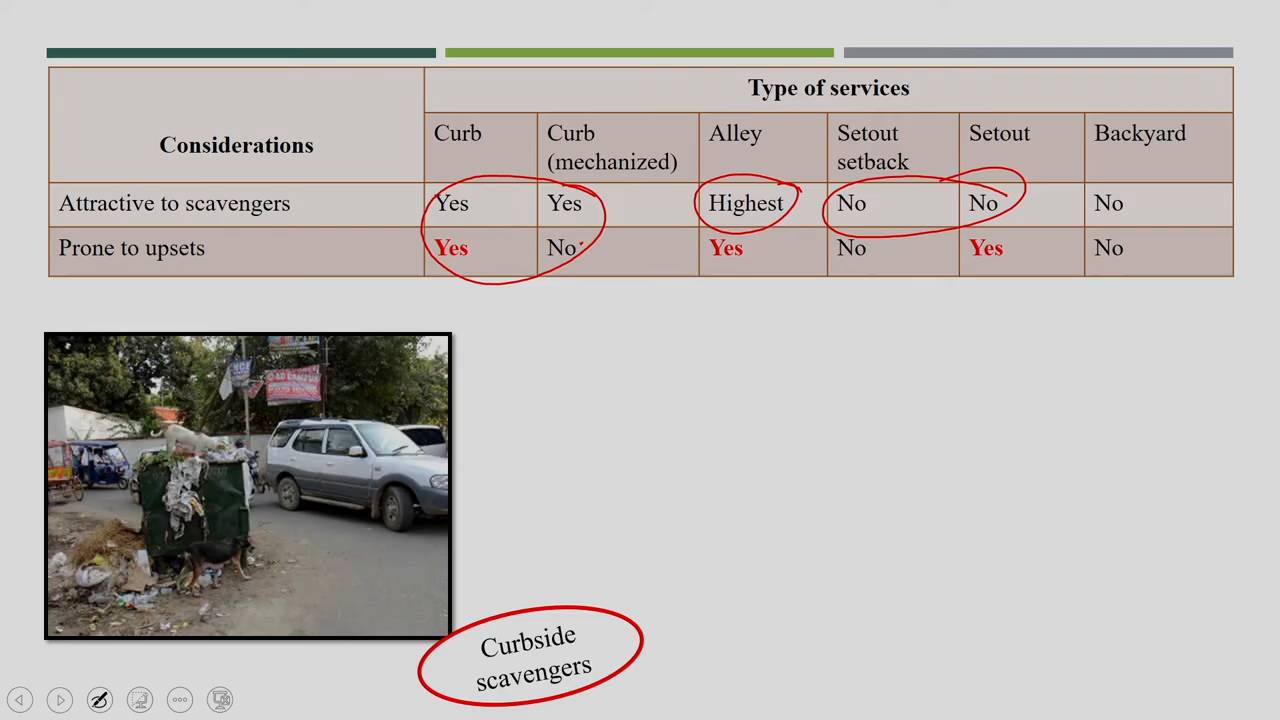 Considerations
Type of services
Curb
Curb
(mechanized)
Alley
Setout
setback
Setout
Backyard
Attractive to scavengers
Yes
Yes
Highest
No
No
No
Prone to upsets
Yes
No
Yes
No
Yes
No
Curbside
scavengers